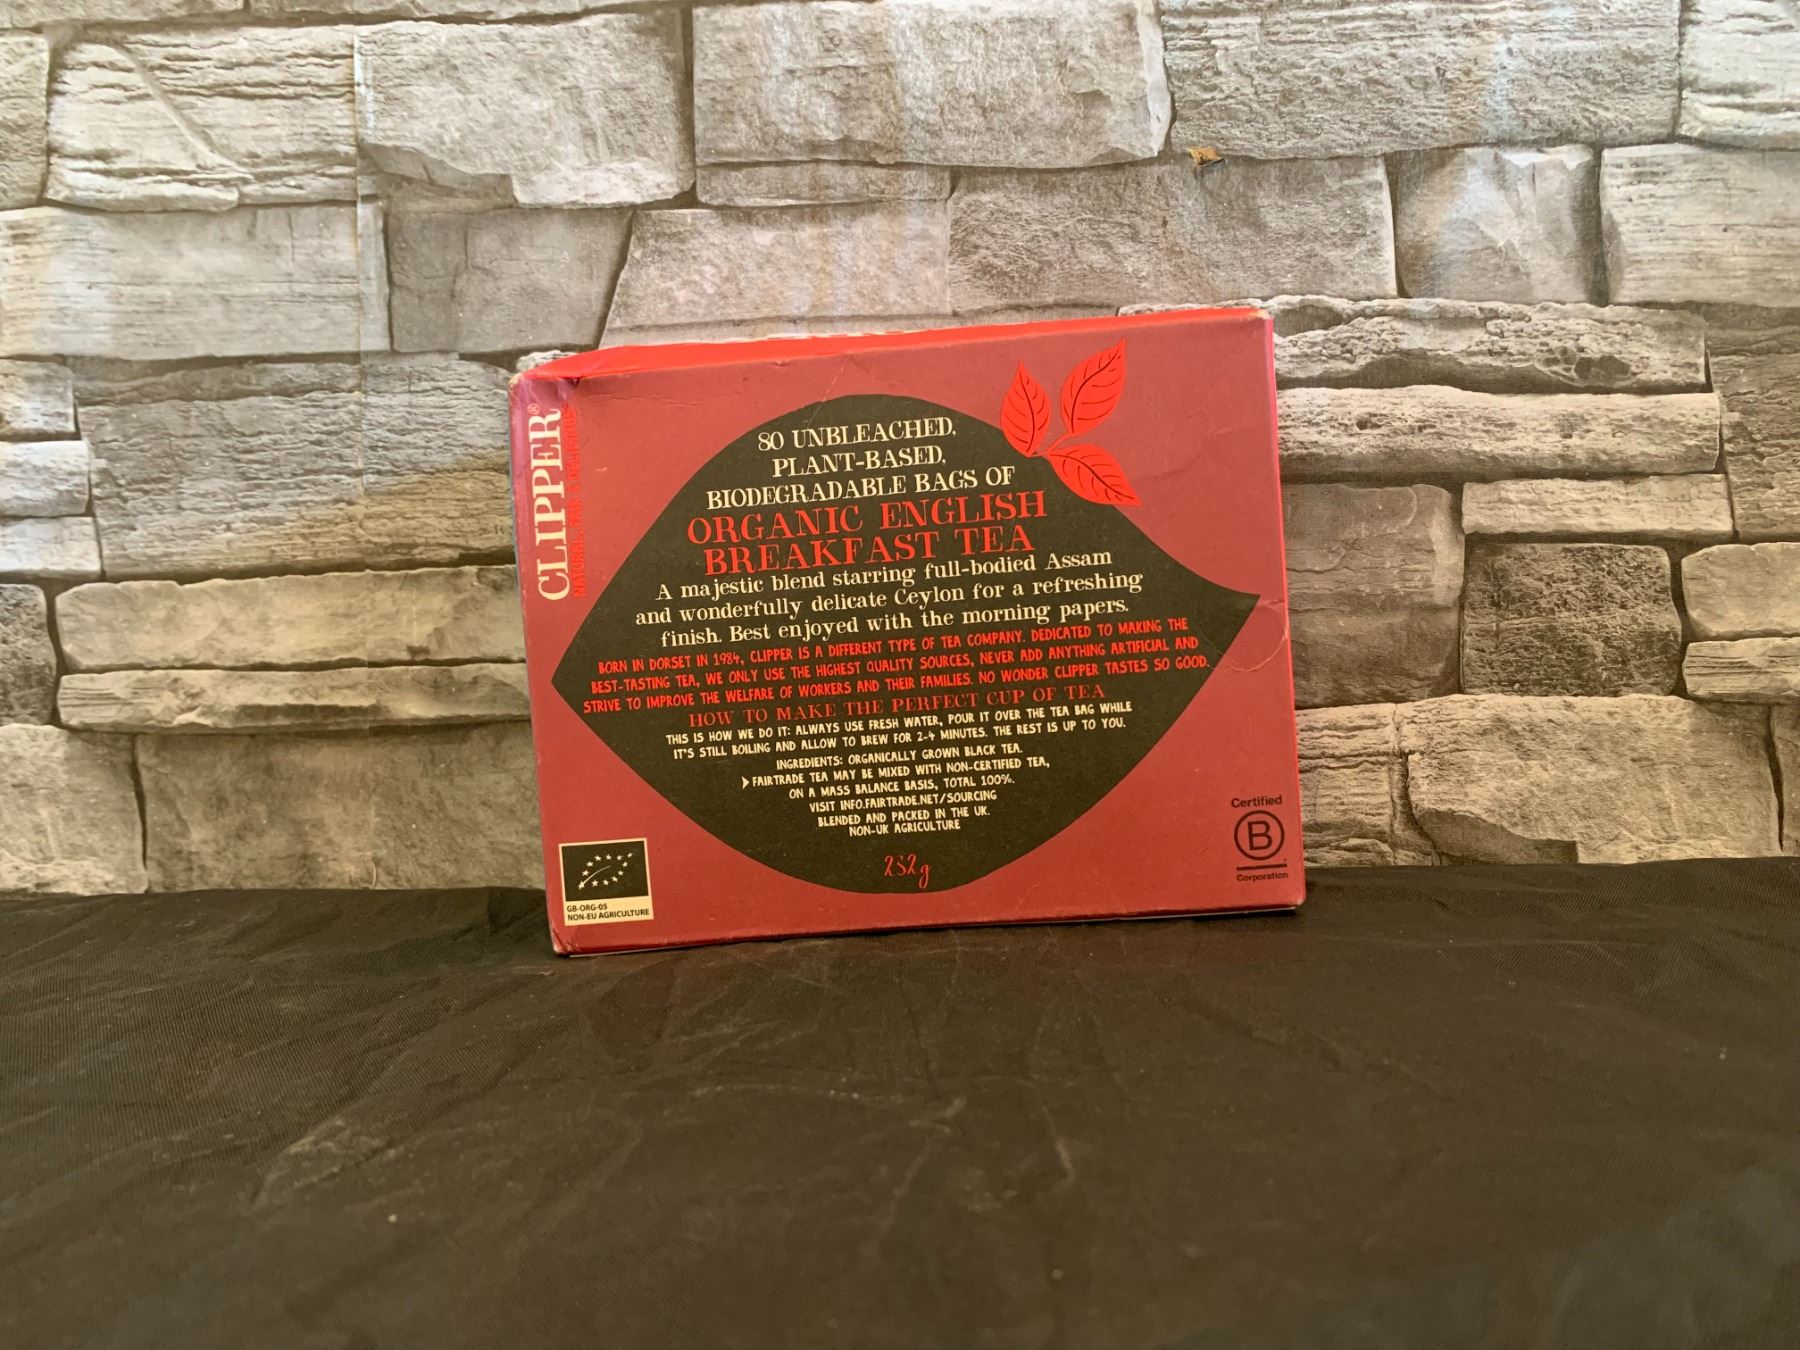 CLIPPER®
NATURAL, FAIR & DELICIOUS
80 UNBLEACHED,
PLANT-BASED,
BIODEGRADABLE BAGS OF
ORGANIC ENGLISH
BREAKFAST TEA
A majestic blend starring full-bodied Assam
and wonderfully delicate Ceylon for a refreshing
finish. Best enjoyed with the morning papers.
BORN IN DORSET IN 1984, CLIPPER IS A DIFFERENT TYPE OF TEA COMPANY. DEDICATED TO MAKING THE
BEST-TASTING TEA, WE ONLY USE THE HIGHEST QUALITY SOURCES, NEVER ADD ANYTHING ARTIFICIAL AND
STRIVE TO IMPROVE THE WELFARE OF WORKERS AND THEIR FAMILIES. NO WONDER CLIPPER TASTES SO GOOD.
HOW TO MAKE THE PERFECT CUP OF TEA
THIS IS HOW WE DO IT: ALWAYS USE FRESH WATER, POUR IT OVER THE TEA BAG WHILE
IT'S STILL BOILING AND ALLOW TO BREW FOR 2-4 MINUTES. THE REST IS UP TO YOU.
INGREDIENTS: ORGANICALLY GROWN BLACK TEA.
FAIRTRADE TEA MAY BE MIXED WITH NON-CERTIFIED TEA,
ON A MASS BALANCE BASIS, TOTAL 100%.
VISIT INFO.FAIRTRADE.NET/SOURCING
BLENDED AND PACKED IN THE UK.
NON-UK AGRICULTURE
252g
GB-ORG-05
NON-EU AGRICULTURE
Certified
B
Corporation